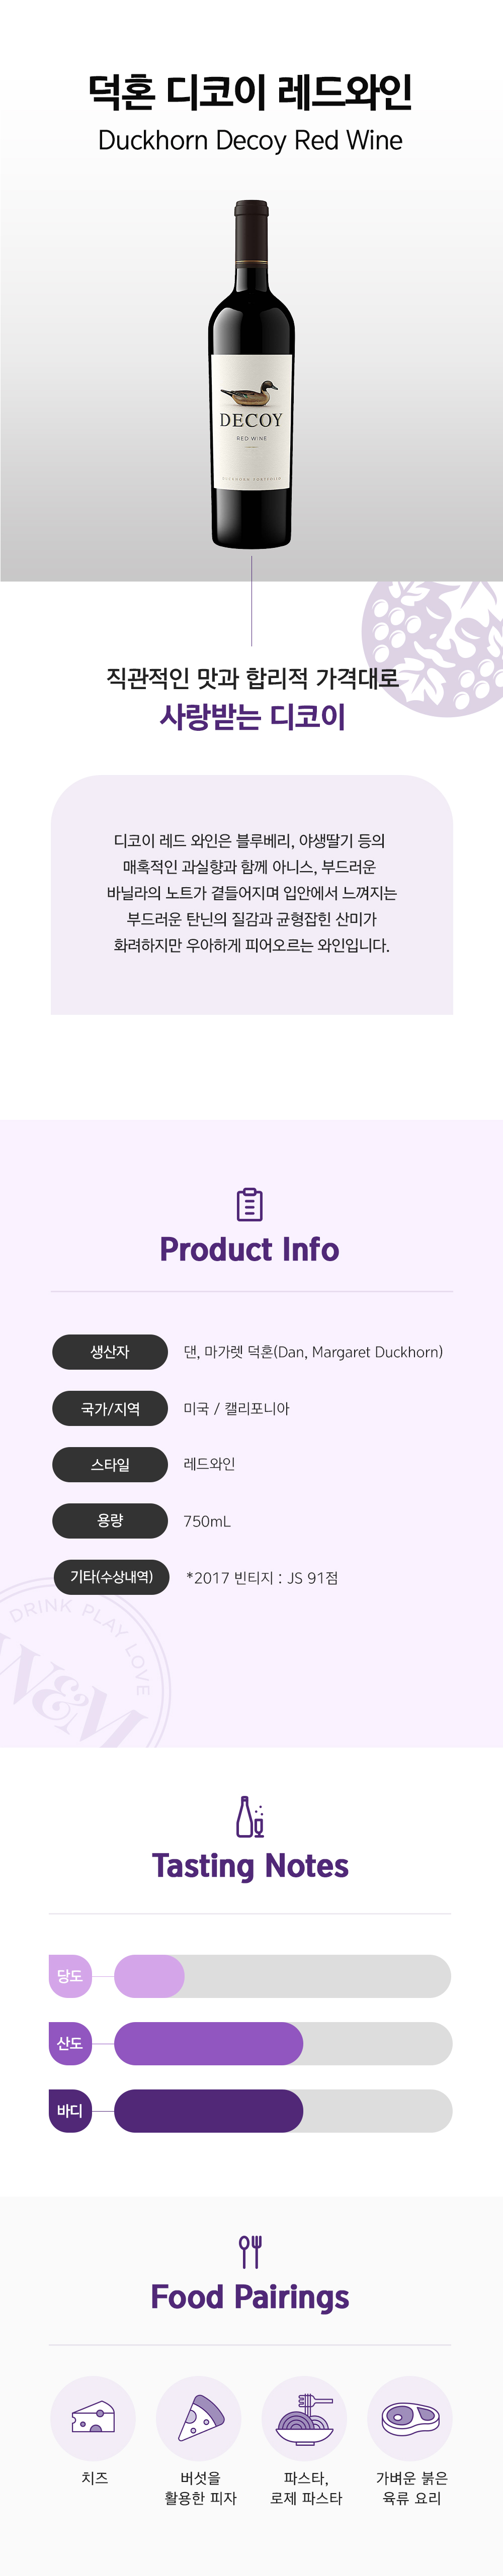 덕혼 디코이 레드와인
Duckhorn Decoy Red Wine
DECOY
RED WINE
DUCKHORN PORTFOLIO
직관적인 맛과 합리적 가격대로
사랑받는 디코이
디코이 레드 와인은 블루베리, 야생딸기 등의
매혹적인 과실향과 함께 아니스, 부드러운
바닐라의 노트가 곁들어지며 입안에서 느껴지는
부드러운 탄닌의 질감과 균형잡힌 산미가
화려하지만 우아하게 피어오르는 와인입니다.
Product Info
생산자 댄, 마가렛 덕혼(Dan, Margaret Duckhorn)
국가/지역 미국 / 캘리포니아
스타일 레드와인
용량 750mL
기타(수상내역) *2017 빈티지 : JS 91점
DRINK PLAY LOVE
W&M
Tasting Notes
당도
산도
바디
Food Pairings
치즈
버섯을
활용한 피자
파스타,
로제 파스타
가벼운 붉은
육류 요리